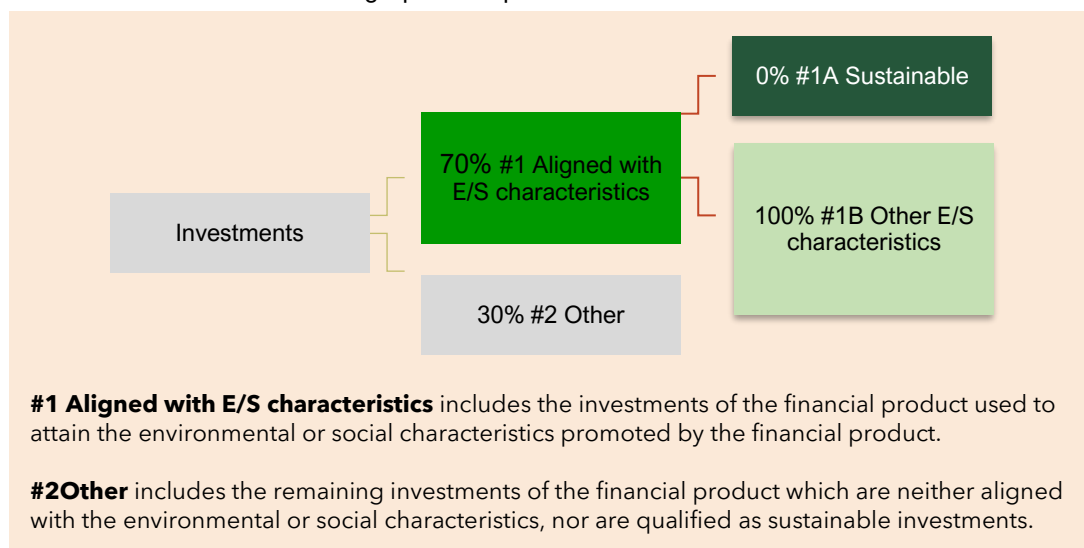 0% #1A Sustainable
70% #1 Aligned with
E/S characteristics
Investments
100% #1B Other E/S
characteristics
30% #2 Other
#1 Aligned with E/S characteristics includes the investments of the financial product used to
attain the environmental or social characteristics promoted by the financial product.
#2Other includes the remaining investments of the financial product which are neither aligned
with the environmental or social characteristics, nor are qualified as sustainable investments.